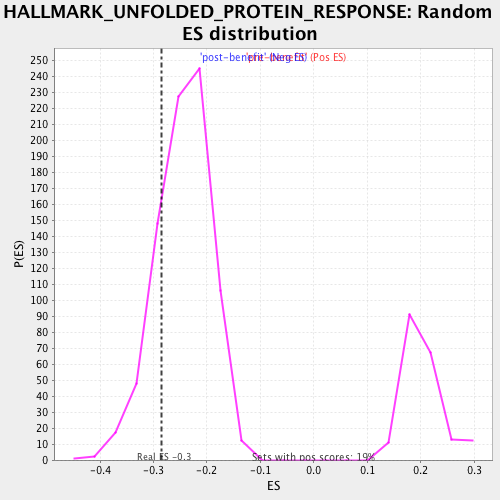 HALLMARK_UNFOLDED_PROTEIN_RESPONSE: Random
ES distribution
'post-benefit' (Neg ES)
(Pos ES)
250
240
230
220
210
200
190
180
170
160
150
140
130
120
110
100
90
80
70
60
50
40
30
20
10
0
P(ES)
Real ES -0.3
Sets with pos scores: 19%
-0.4 -0.3 -0.2 -0.1 0.0 0.1 0.2 0.3
ES